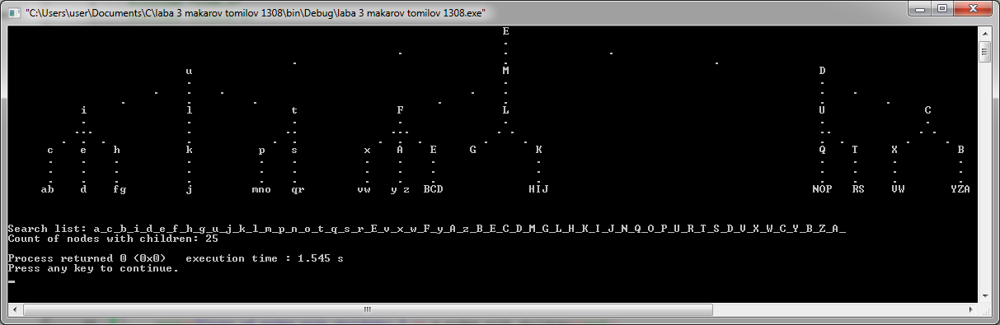 "C:\Users\user\Documents\C\laba 3 makarov tomilov 1308\bin\Debug\laba 3 makarov tomilov 1308.exe"
E
u M D
i l t F L U C
c e h k p s x A E G K Q T X B
ab d fg j mno qr vw y z BCD HIJ NOP RS VW YZA
Search list: a_c_b_i_d_e_f_h_g_u_j_k_l_m_p_n_o_t_q_s_r_E_v_x_w_F_y_A_z_B_E_C_D_M_G_L_H_K_I_J_N_Q_O_P_U_R_T_S_D_V_X_W_C_Y_B_Z_A_
Count of nodes with children: 25
Process returned 0 (0x0)   execution time : 1.545 s
Press any key to continue.